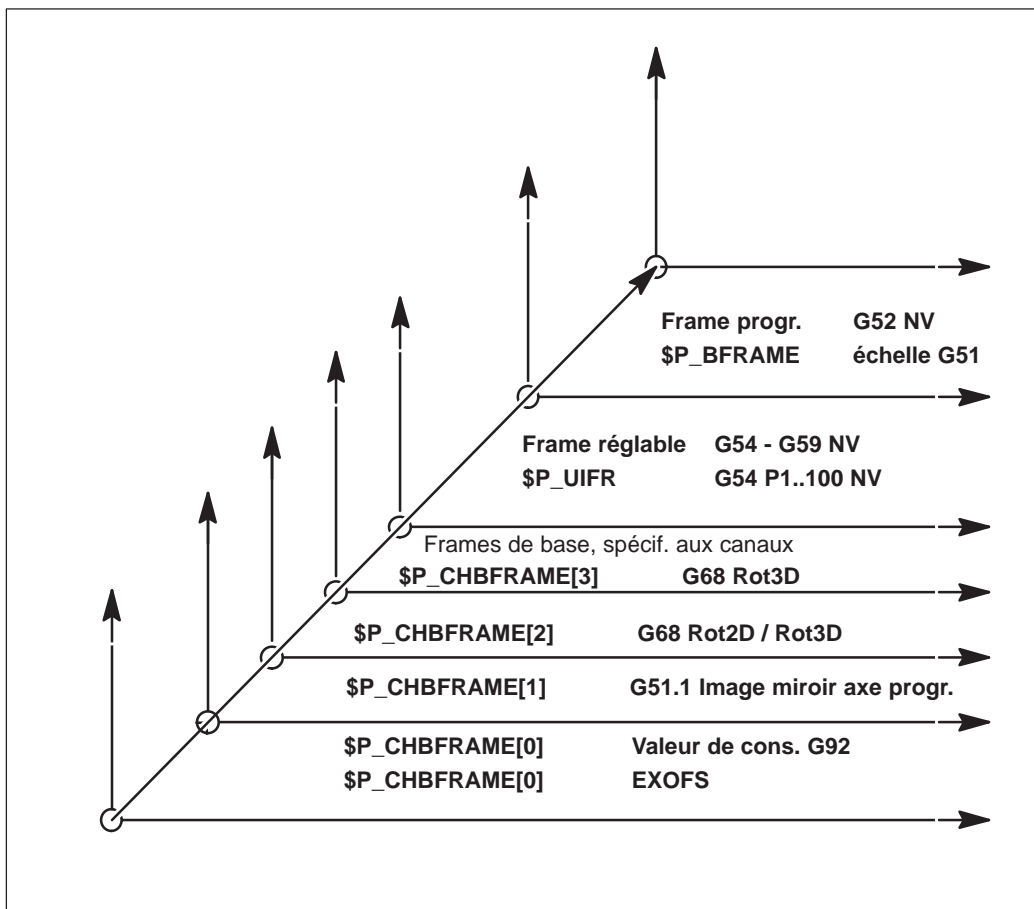 Frame progr. G52 NV
$P_BFRAME échelle G51
Frame réglable G54 - G59 NV
$P_UIFR G54 P1..100 NV
Frames de base, spécif. aux canaux
$P_CHBFRAME[3] G68 Rot3D
$P_CHBFRAME[2] G68 Rot2D / Rot3D
$P_CHBFRAME[1] G51.1 Image miroir axe progr.
$P_CHBFRAME[0] Valeur de cons. G92
$P_CHBFRAME[0] EXOFS